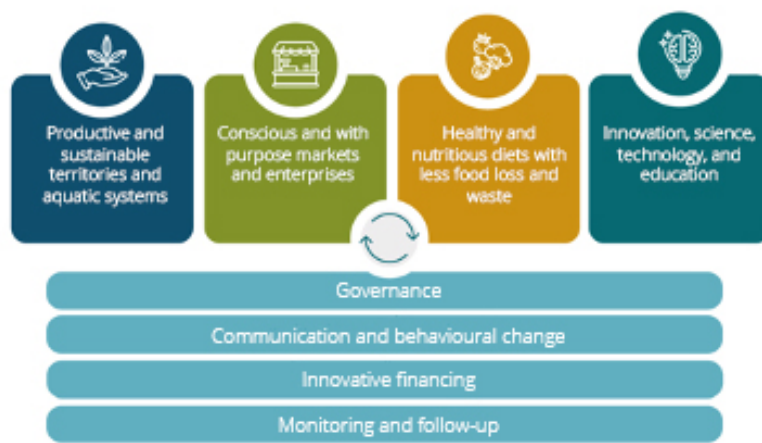 Productive and
sustainable
territories and
aquatic systems
Conscious and with
purpose markets
and enterprises
Healthy and
nutritious diets with
less food loss and
waste
Innovation, science,
technology, and
education
Governance
Communication and behavioural change
Innovative financing
Monitoring and follow-up